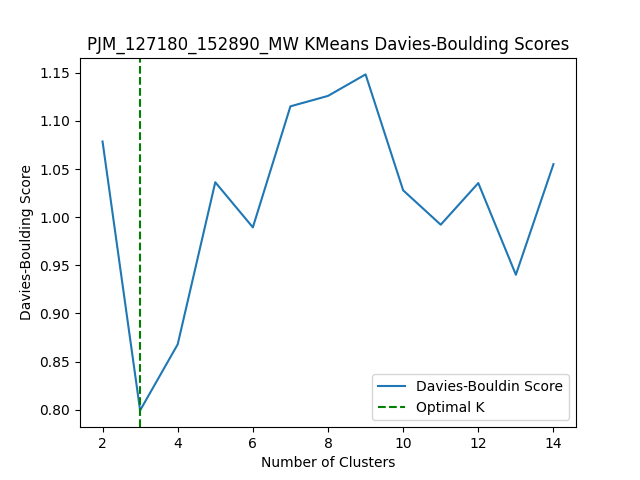 PJM_127180_152890_MW KMeans Davies-Boulding Scores
Davies-Boulding Score
1.15
1.10
1.05
1.00
0.95
0.90
0.85
0.80
Davies-Bouldin Score
Optimal K
2 4 6 8 10 12 14
Number of Clusters